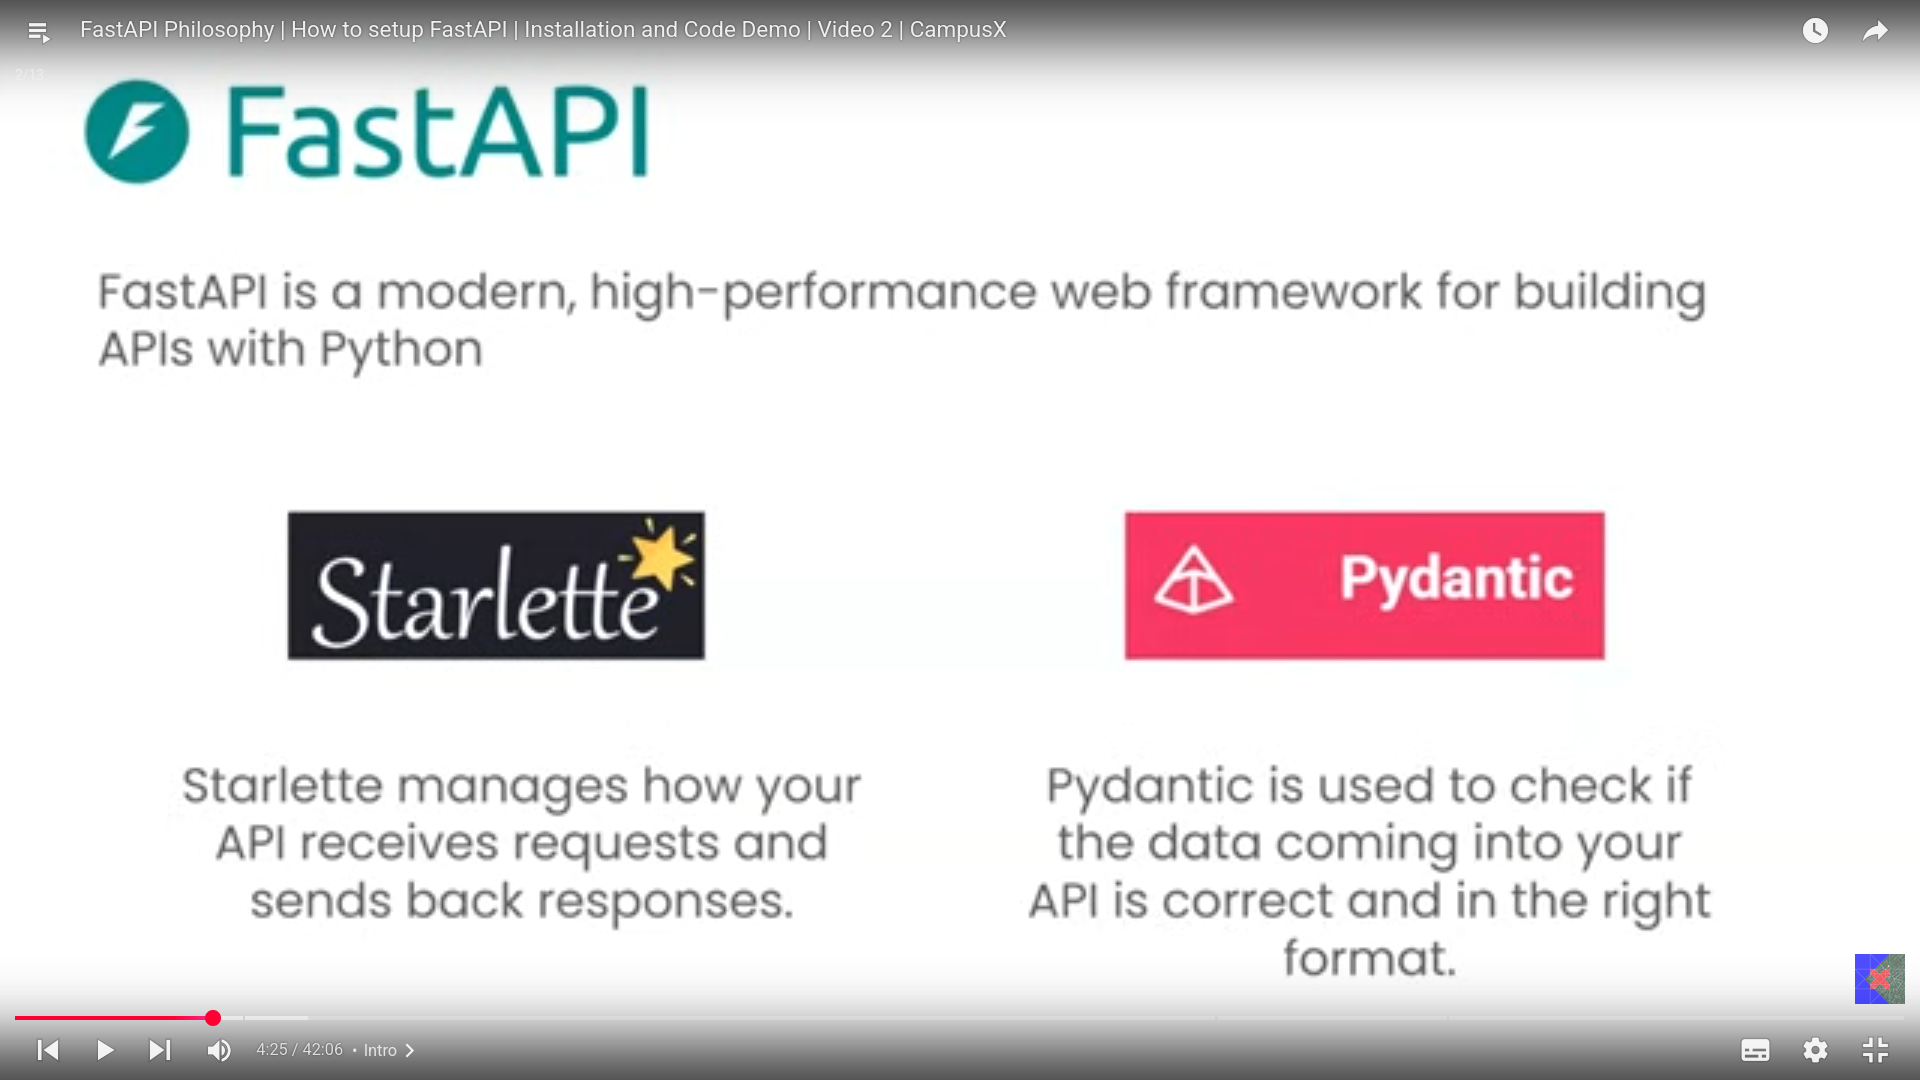 FastAPI Philosophy | How to setup FastAPI | Installation and Code Demo | Video 2 | CampusX
2/13
FastAPI
FastAPI is a modern, high-performance web framework for building
APIs with Python
Starlette
Pydantic
Starlette manages how your
API receives requests and
sends back responses.
Pydantic is used to check if
the data coming into your
API is correct and in the right
format.
4:25 / 42:06 • Intro